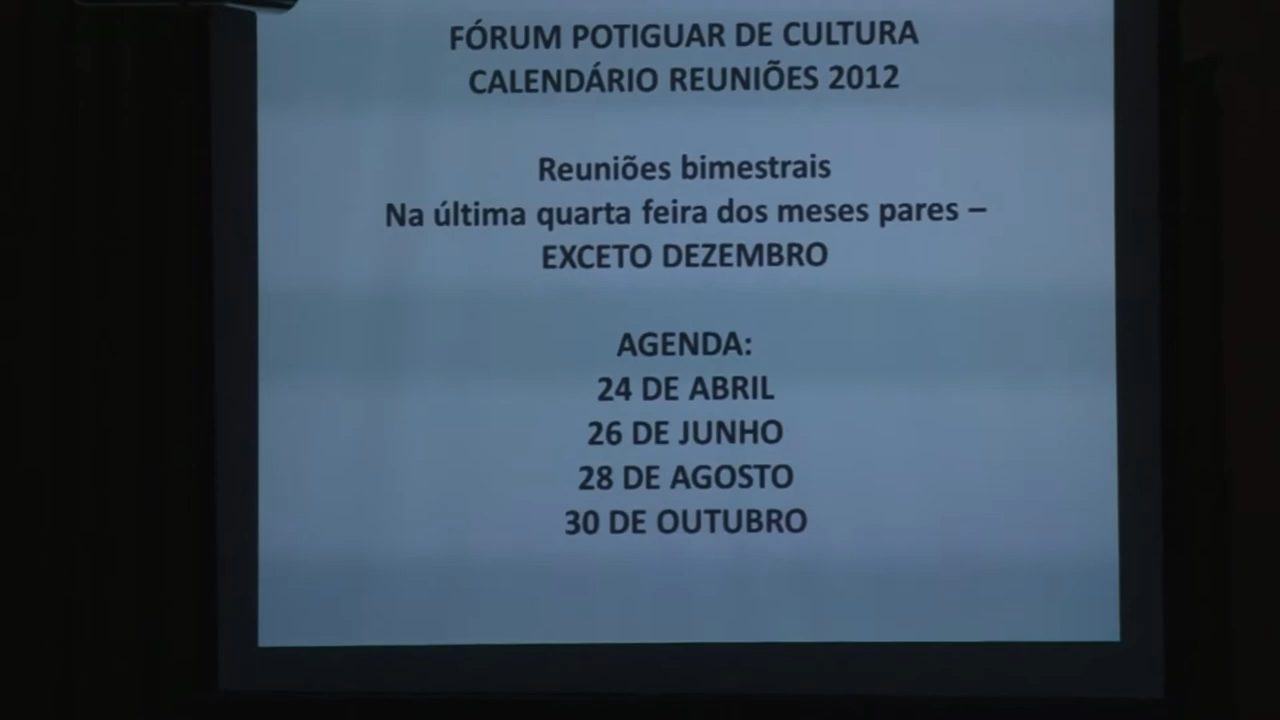 FÓRUM POTIGUAR DE CULTURA
CALENDÁRIO REUNIÕES 2012
Reuniões bimestrais
Na última quarta feira dos meses pares –
EXCETO DEZEMBRO
AGENDA:
24 DE ABRIL
26 DE JUNHO
28 DE AGOSTO
30 DE OUTUBRO